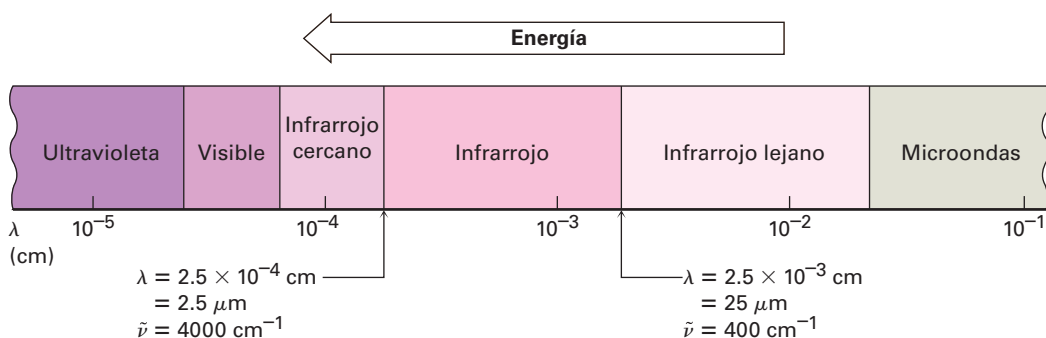 Energía
Ultravioleta
Visible
Infrarrojo
cercano
Infrarrojo
Infrarrojo lejano
Microondas
λ
(cm)
10⁻⁵
10⁻⁴
10⁻³
10⁻²
10⁻¹
λ = 2.5 × 10⁻⁴ cm
= 2.5 μm
ν̃ = 4000 cm⁻¹
λ = 2.5 × 10⁻³ cm
= 25 μm
ν̃ = 400 cm⁻¹